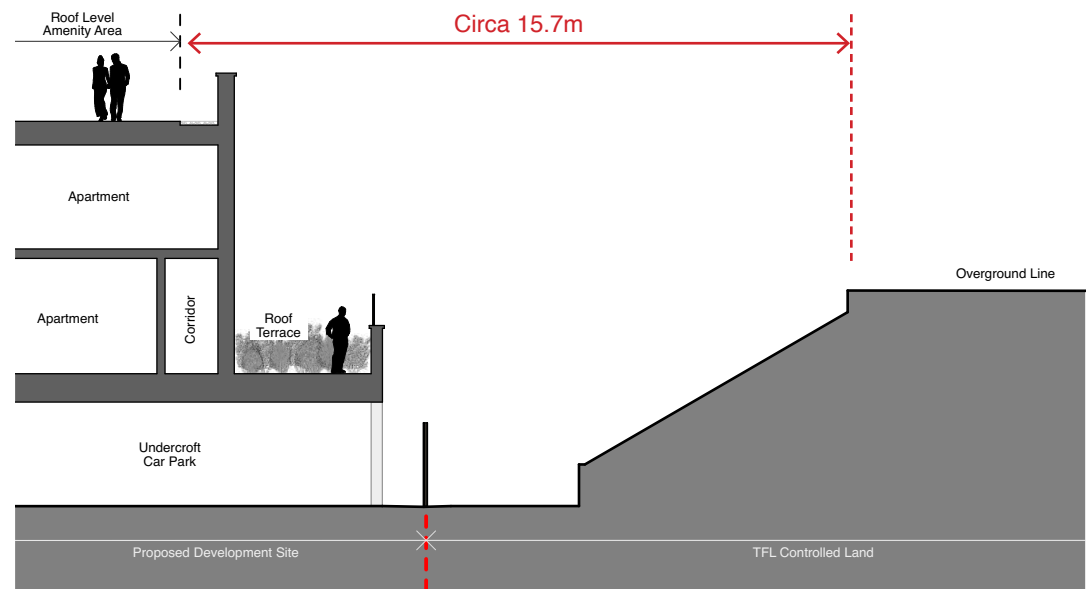 Roof Level
Amenity Area
Circa 15.7m
Apartment
Overground Line
Apartment
Corridor
Roof
Terrace
Undercroft
Car Park
Proposed Development Site
TFL Controlled Land